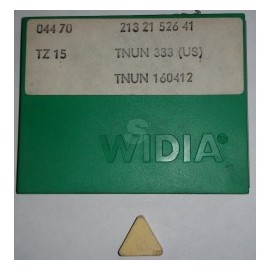 044 70 213 21 526 41
TZ 15 TNUN 333 (US)
TNUN 160412
WIDIA®